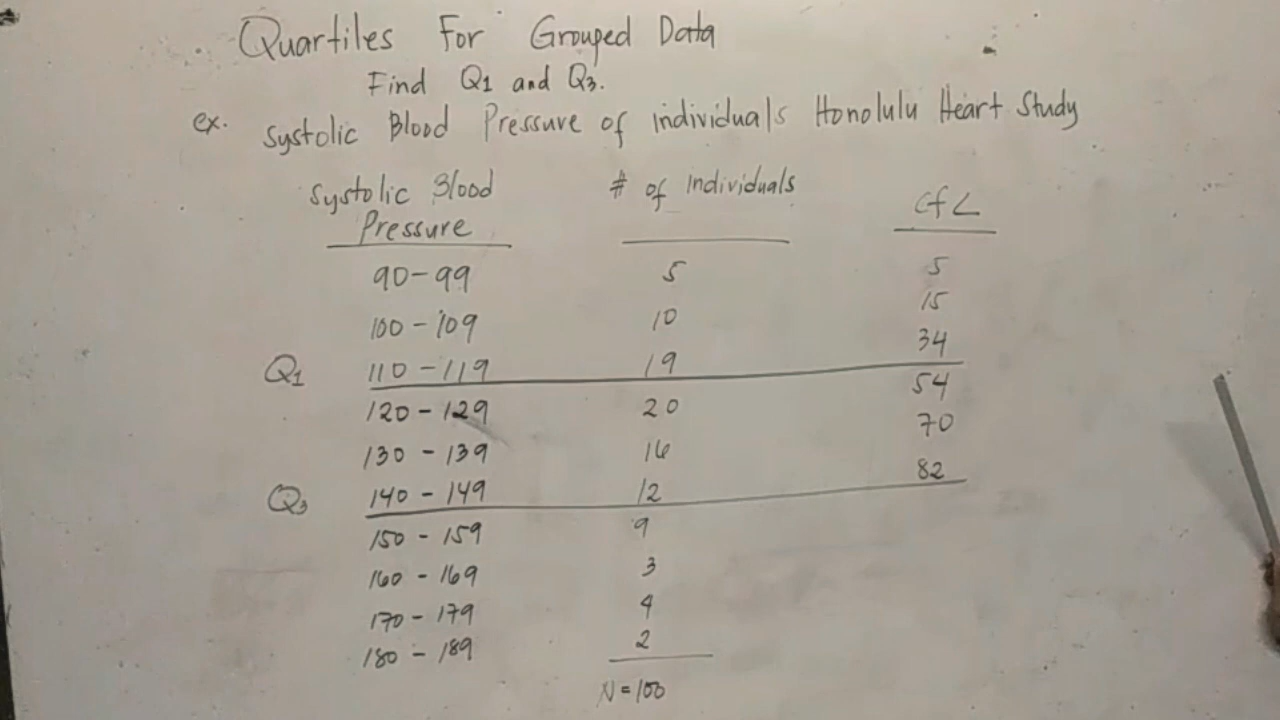 Quartiles For Grouped Data
Find Q1 and Q3.
ex. Systolic Blood Pressure of individuals Honolulu Heart Study
Systolic Blood Pressure # of Individuals Cf<
90-99 5 5
100-109 10 15
Q1 110-119 19 34
120-129 20 54
130-139 16 70
Q3 140-149 12 82
150-159 9
160-169 3
170-179 4
180-189 2
N=100